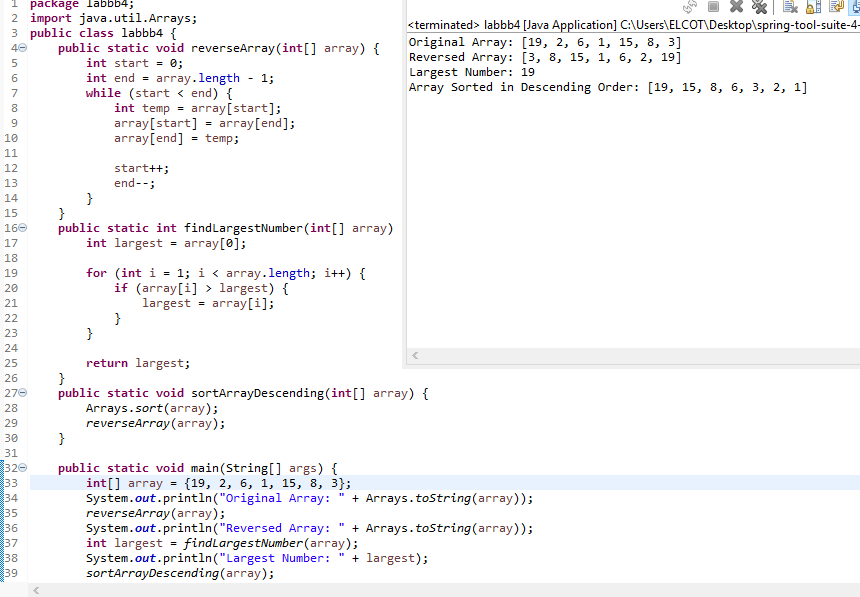 1 package labbb4;
2 import java.util.Arrays;
3 public class labbb4 {
4 public static void reverseArray(int[] array) {
5 int start = 0;
6 int end = array.length - 1;
7 while (start < end) {
8 int temp = array[start];
9 array[start] = array[end];
10 array[end] = temp;
11
12 start++;
13 end--;
14 }
15 }
16 public static int findLargestNumber(int[] array)
17 int largest = array[0];
18
19 for (int i = 1; i < array.length; i++) {
20 if (array[i] > largest) {
21 largest = array[i];
22 }
23 }
24
25 return largest;
26 }
27 public static void sortArrayDescending(int[] array) {
28 Arrays.sort(array);
29 reverseArray(array);
30 }
31
32 public static void main(String[] args) {
33 int[] array = {19, 2, 6, 1, 15, 8, 3};
34 System.out.println("Original Array: " + Arrays.toString(array));
35 reverseArray(array);
36 System.out.println("Reversed Array: " + Arrays.toString(array));
37 int largest = findLargestNumber(array);
38 System.out.println("Largest Number: " + largest);
39 sortArrayDescending(array);
<terminated> labbb4 [Java Application] C:\Users\ELCOT\Desktop\spring-tool-suite-4-
Original Array: [19, 2, 6, 1, 15, 8, 3]
Reversed Array: [3, 8, 15, 1, 6, 2, 19]
Largest Number: 19
Array Sorted in Descending Order: [19, 15, 8, 6, 3, 2, 1]